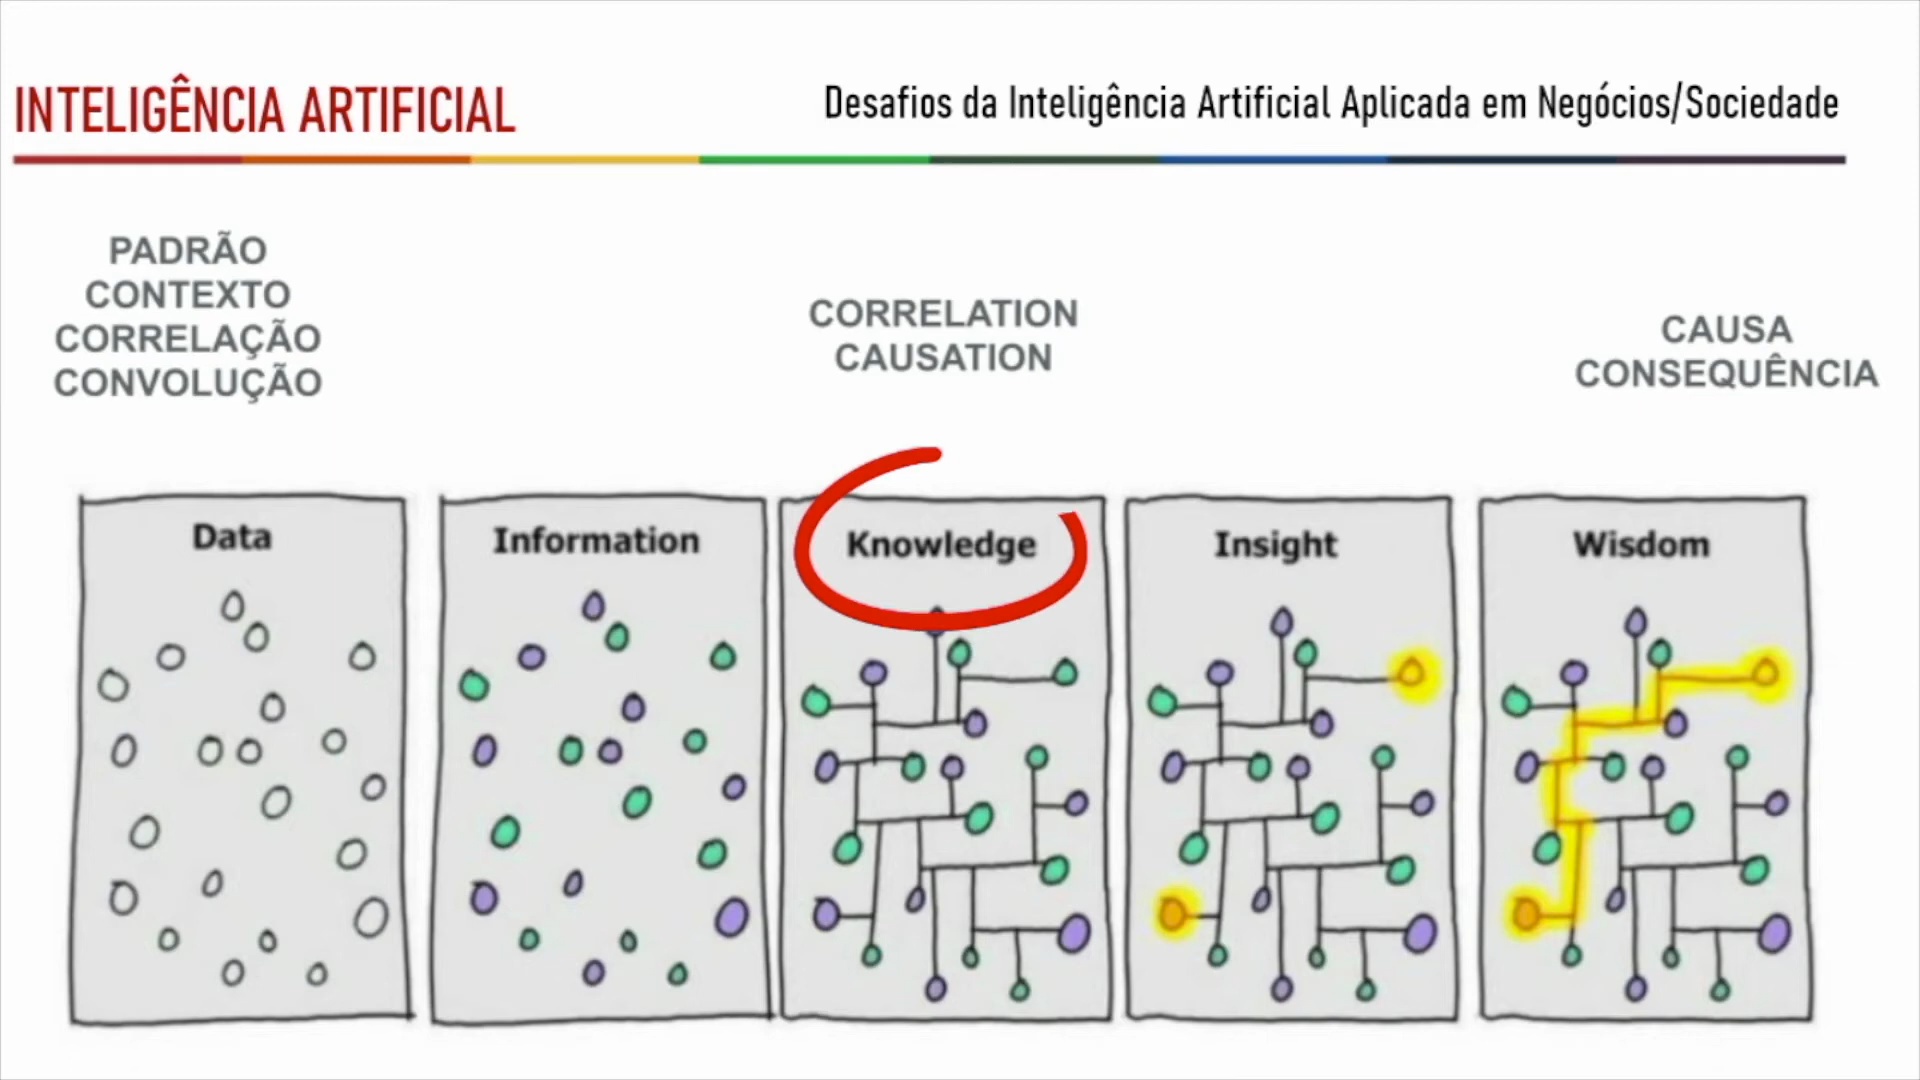 INTELIGÊNCIA ARTIFICIAL
Desafios da Inteligência Artificial Aplicada em Negócios/Sociedade
PADRÃO
CONTEXTO
CORRELAÇÃO
CONVOLUÇÃO
CORRELATION
CAUSATION
CAUSA
CONSEQUÊNCIA
Data
Information
Knowledge
Insight
Wisdom